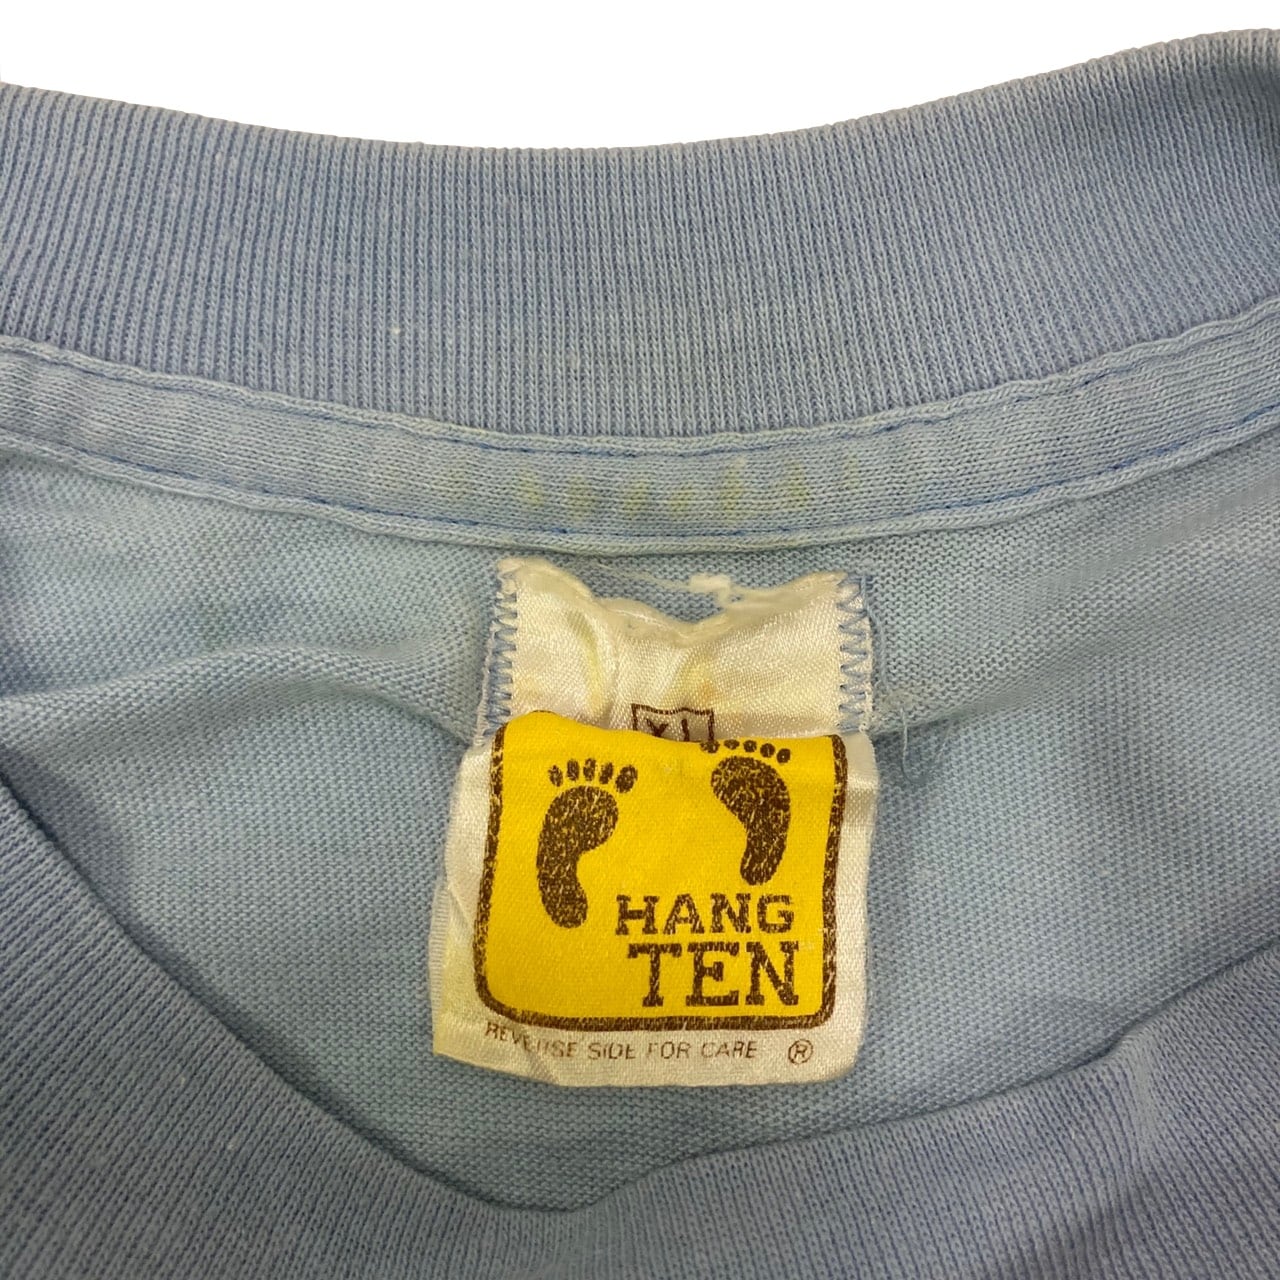 XL
HANG
TEN
REVERSE SIDE FOR CARE ®